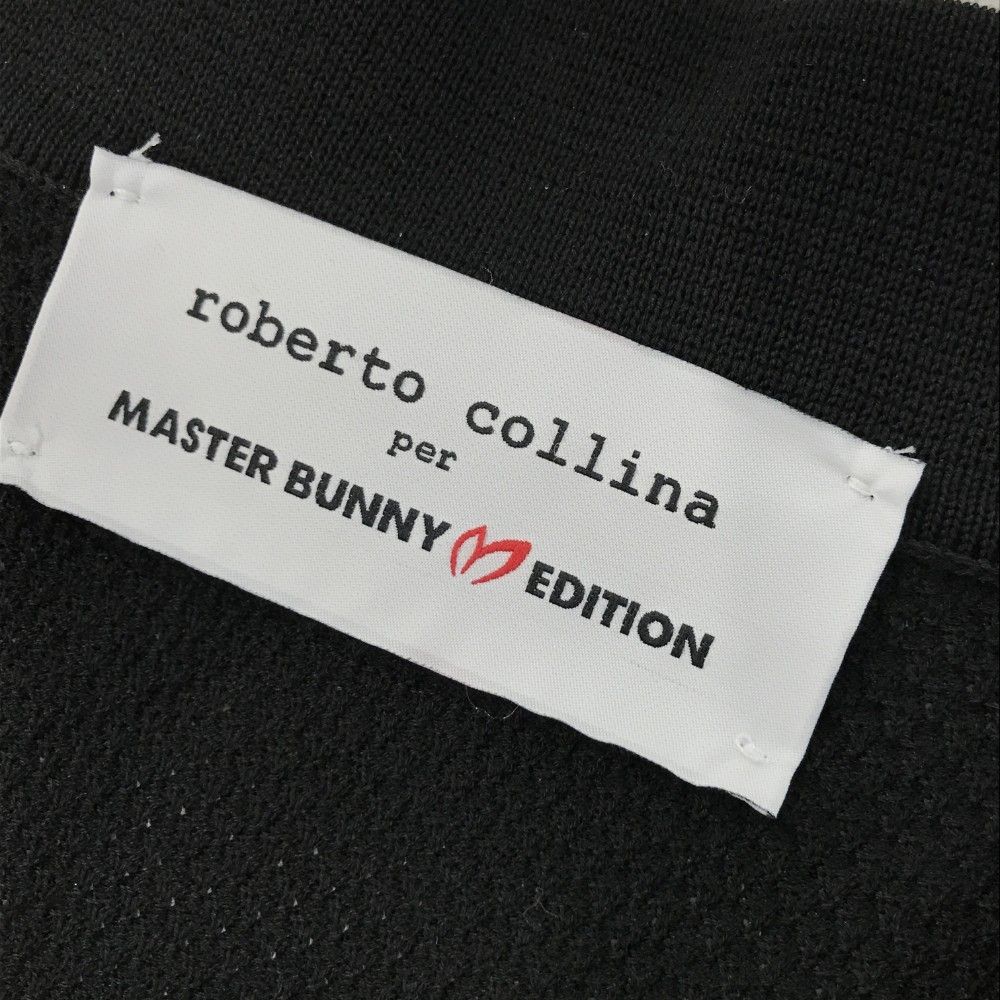 roberto collina
per
MASTER BUNNY EDITION